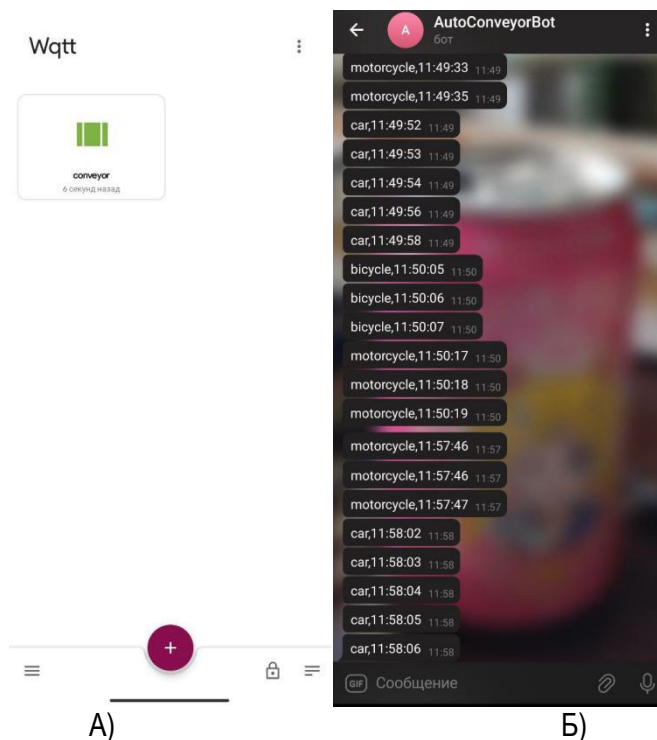 Wqtt
conveyor
6 секунд назад
A
AutoConveyorBot
бот
motorcycle,11:49:33 11:49
motorcycle,11:49:35 11:49
car,11:49:52 11:49
car,11:49:53 11:49
car,11:49:54 11:49
car,11:49:56 11:49
car,11:49:58 11:49
bicycle,11:50:05 11:50
bicycle,11:50:06 11:50
bicycle,11:50:07 11:50
motorcycle,11:50:17 11:50
motorcycle,11:50:18 11:50
motorcycle,11:50:19 11:50
motorcycle,11:57:46 11:57
motorcycle,11:57:46 11:57
motorcycle,11:57:47 11:57
car,11:58:02 11:58
car,11:58:03 11:58
car,11:58:04 11:58
car,11:58:05 11:58
car,11:58:06 11:58
GIF Сообщение
А)
Б)